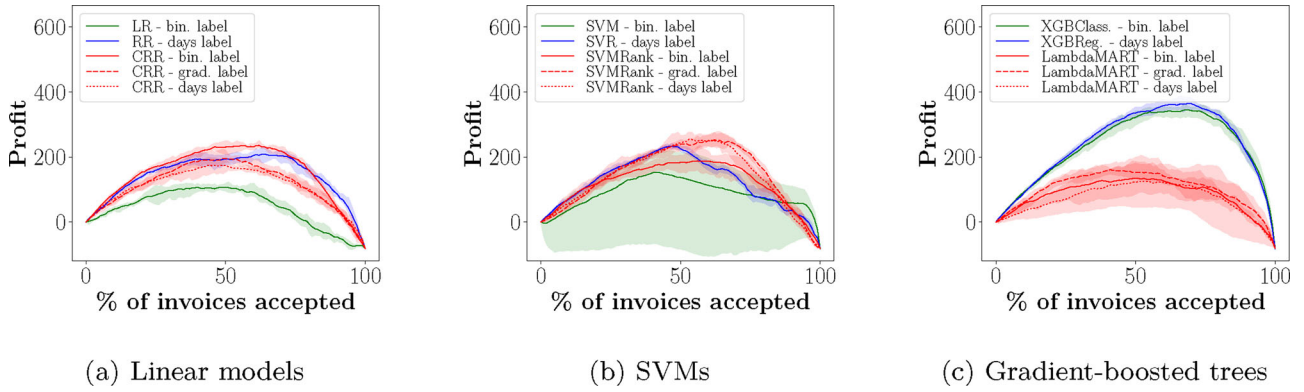 600
400
200
0
Profit
LR - bin. label
RR - days label
CRR - bin. label
CRR - grad. label
CRR - days label
0 50 100
% of invoices accepted
(a) Linear models
600
400
200
0
Profit
SVM - bin. label
SVR - days label
SVMRank - bin. label
SVMRank - grad. label
SVMRank - days label
0 50 100
% of invoices accepted
(b) SVMs
600
400
200
0
Profit
XGBClass. - bin. label
XGBReg. - days label
LambdaMART - bin. label
LambdaMART - grad. label
LambdaMART - days label
0 50 100
% of invoices accepted
(c) Gradient-boosted trees